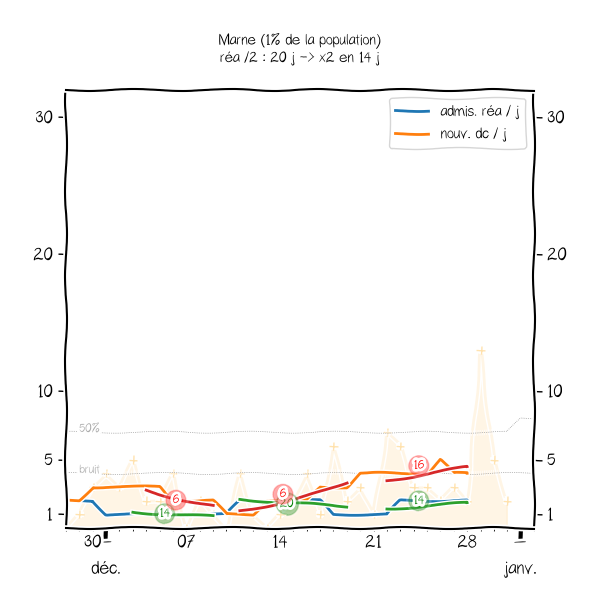 Marne (1% de la population)
réa /2 : 20 j -> x2 en 14 j
admis. réa / j
nouv. dc / j
30 30
20 20
10 10
50%
5 5
bruit
16
6 6
14 20 14
1 1
30 07 14 21 28
déc. janv.